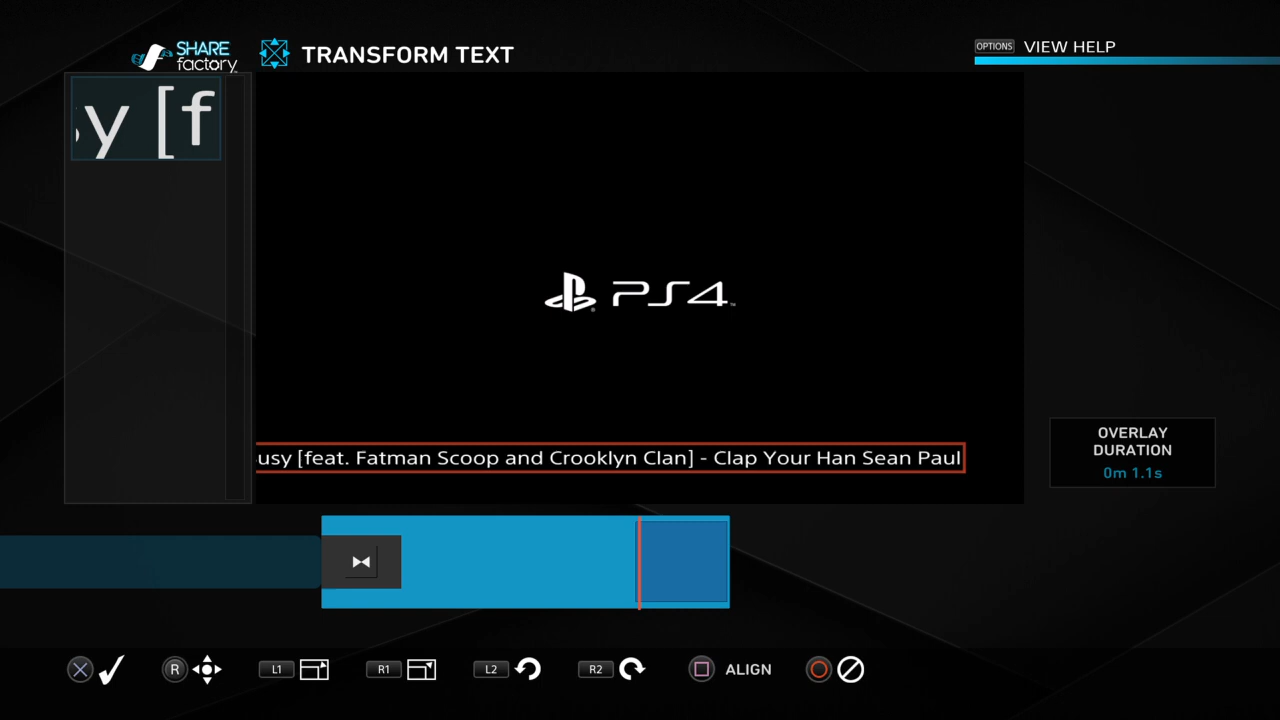 SHARE
factory
TRANSFORM TEXT
OPTIONS VIEW HELP
y [f
PS4
usy [feat. Fatman Scoop and Crooklyn Clan] - Clap Your Han Sean Paul
OVERLAY
DURATION
0m 1.1s
R L1 R1 L2 R2 ALIGN